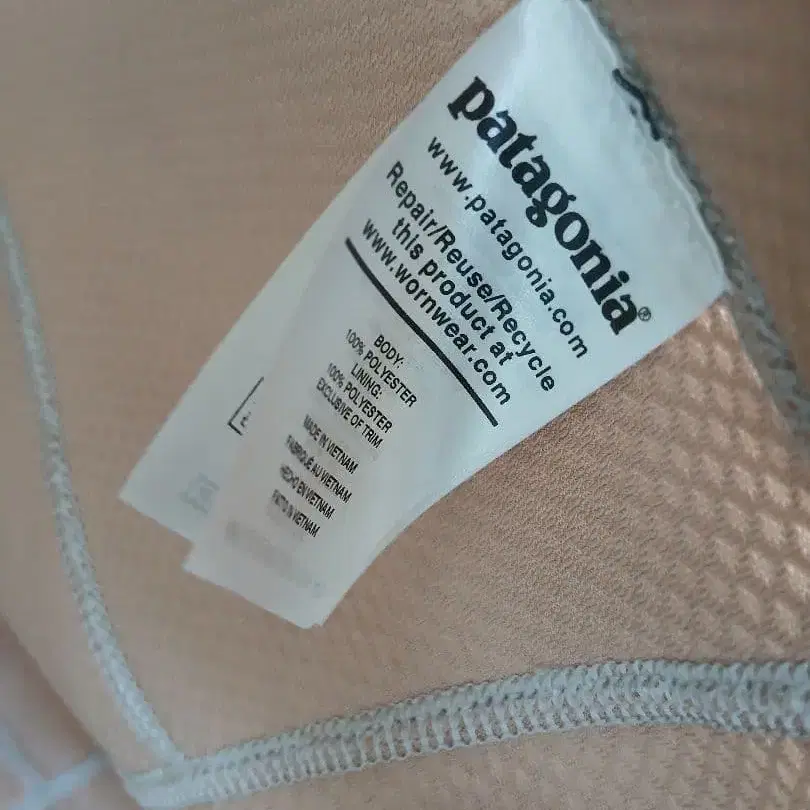 patagonia®
www.patagonia.com
Repair/Reuse/Recycle
this product at
www.wornwear.com
BODY:
100% POLYESTER
LINING:
100% POLYESTER
EXCLUSIVE OF TRIM
MADE IN VIETNAM
FABRIQUÉ AU VIETNAM
HECHO EN VIETNAM
FATTO IN VIETNAM